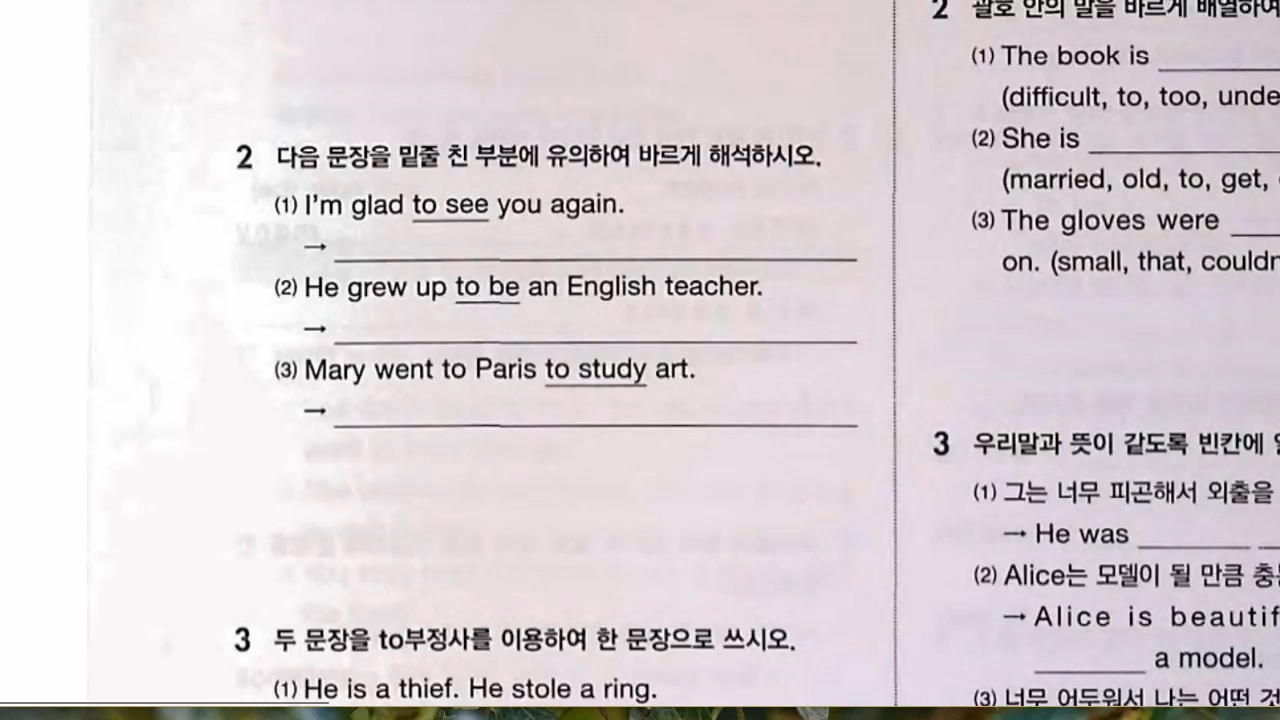 2 다음 문장을 밑줄 친 부분에 유의하여 바르게 해석하시오.
(1) I'm glad to see you again.
→
(2) He grew up to be an English teacher.
→
(3) Mary went to Paris to study art.
→
3 두 문장을 to부정사를 이용하여 한 문장으로 쓰시오.
(1) He is a thief. He stole a ring.
2 괄호 안의 말을 바르게 배열하여
(1) The book is
(difficult, to, too,
(2) She is
(married, old, to, get,
(3) The gloves were
on. (small, that,
3 우리말과 뜻이 같도록 빈칸에
(1) 그는 너무 피곤해서 외출을
→ He was
(2) Alice는 모델이 될 만큼
→ Alice is
a model.
(3) 너무 어두워서 나는 어떤